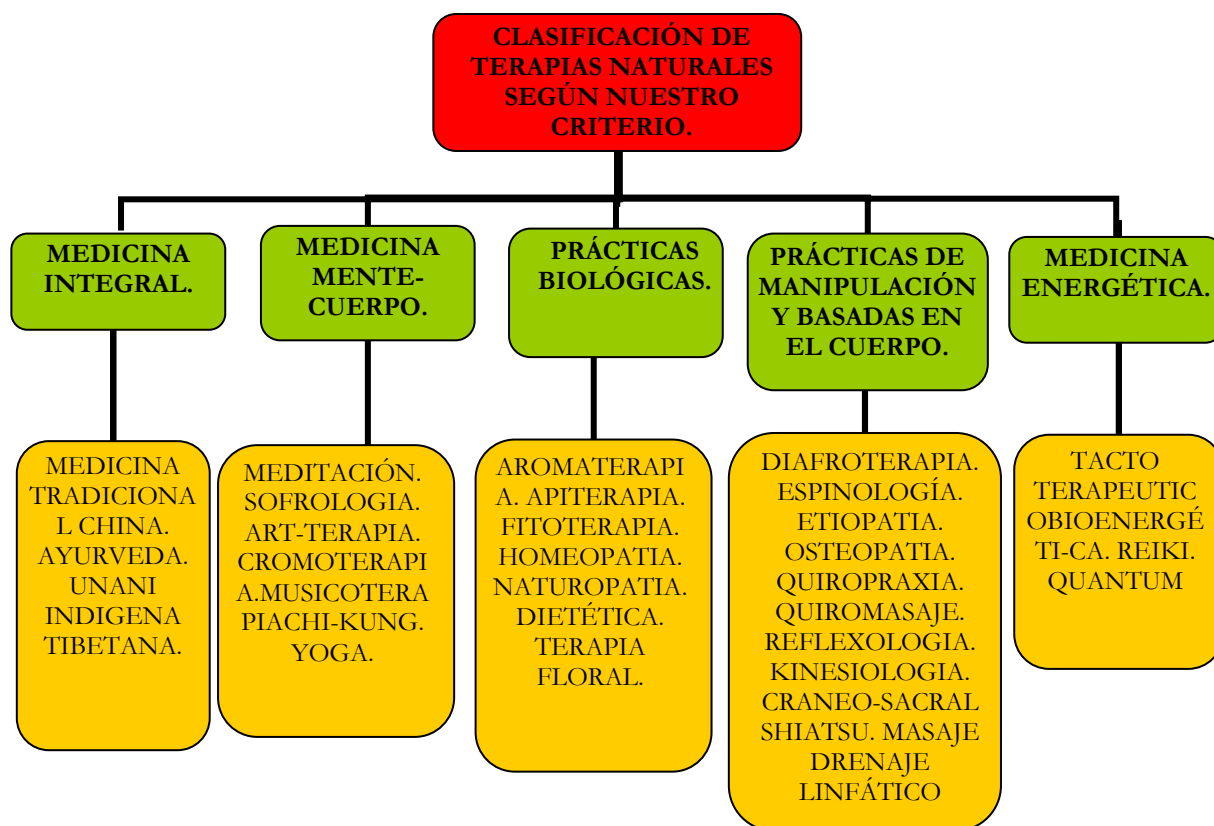 CLASIFICACIÓN DE
TERAPIAS NATURALES
SEGÚN NUESTRO
CRITERIO.
MEDICINA
INTEGRAL.
MEDICINA
MENTE-
CUERPO.
PRÁCTICAS
BIOLÓGICAS.
PRÁCTICAS DE
MANIPULACIÓN
Y BASADAS EN
EL CUERPO.
MEDICINA
ENERGÉTICA.
MEDICINA
TRADICIONA
L CHINA.
AYURVEDA.
UNANI
INDIGENA
TIBETANA.
MEDITACIÓN.
SOFROLOGIA.
ART-TERAPIA.
CROMOTERAPI
A.MUSICOTERA
PIACHI-KUNG.
YOGA.
AROMATERAPI
A. APITERAPIA.
FITOTERAPIA.
HOMEOPATIA.
NATUROPATIA.
DIETÉTICA.
TERAPIA
FLORAL.
DIAFROTERAPIA.
ESPINOLOGÍA.
ETIOPATIA.
OSTEOPATIA.
QUIROPRAXIA.
QUIROMASAJE.
REFLEXOLOGIA.
KINESIOLOGIA.
CRANEO-SACRAL
SHIATSU. MASAJE
DRENAJE
LINFÁTICO
TACTO
TERAPEUTIC
OBIOENERGÉ
TI-CA. REIKI.
QUANTUM